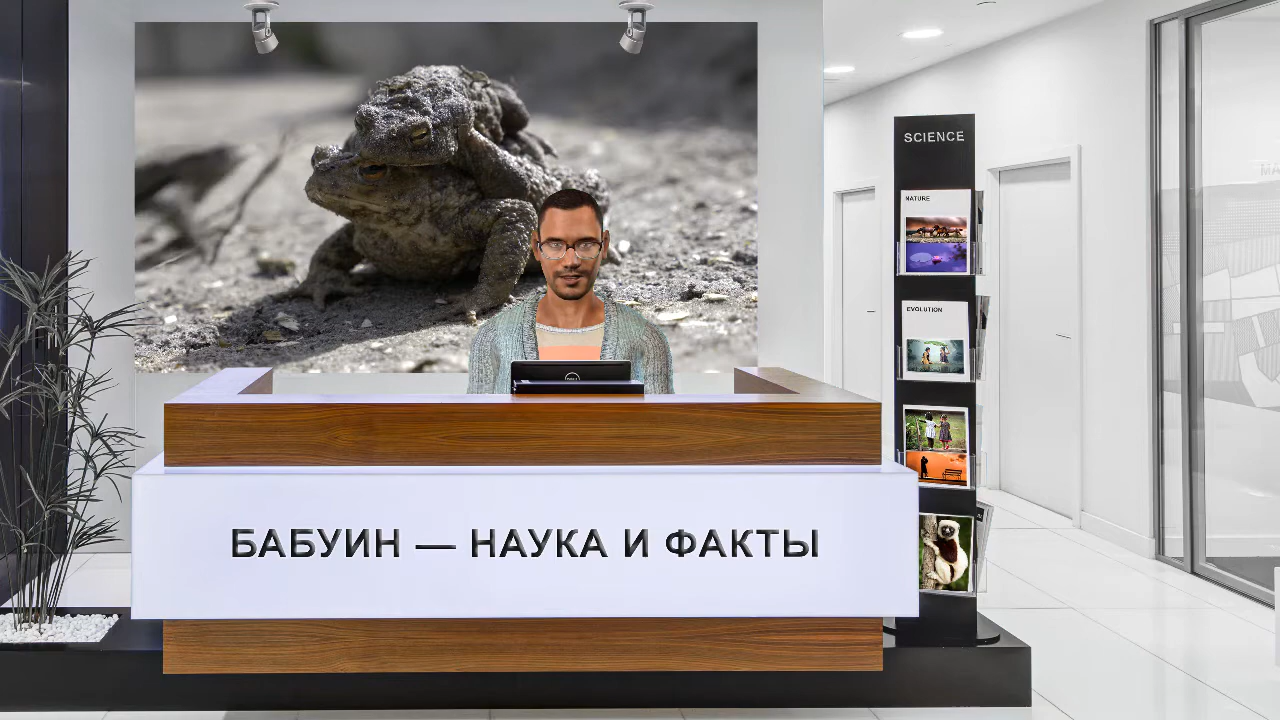 SCIENCE
NATURE
EVOLUTION
БАБУИН — НАУКА И ФАКТЫ